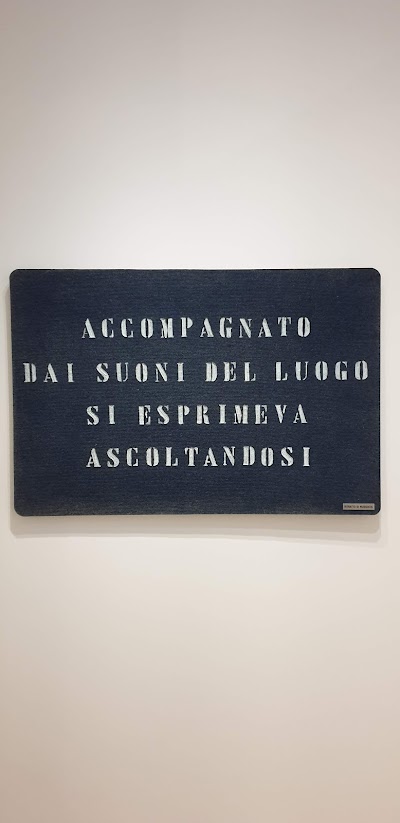 ACCOMPAGNATO
DAI SUONI DEL LUOGO
SI ESPRIMEVA
ASCOLTANDOSI